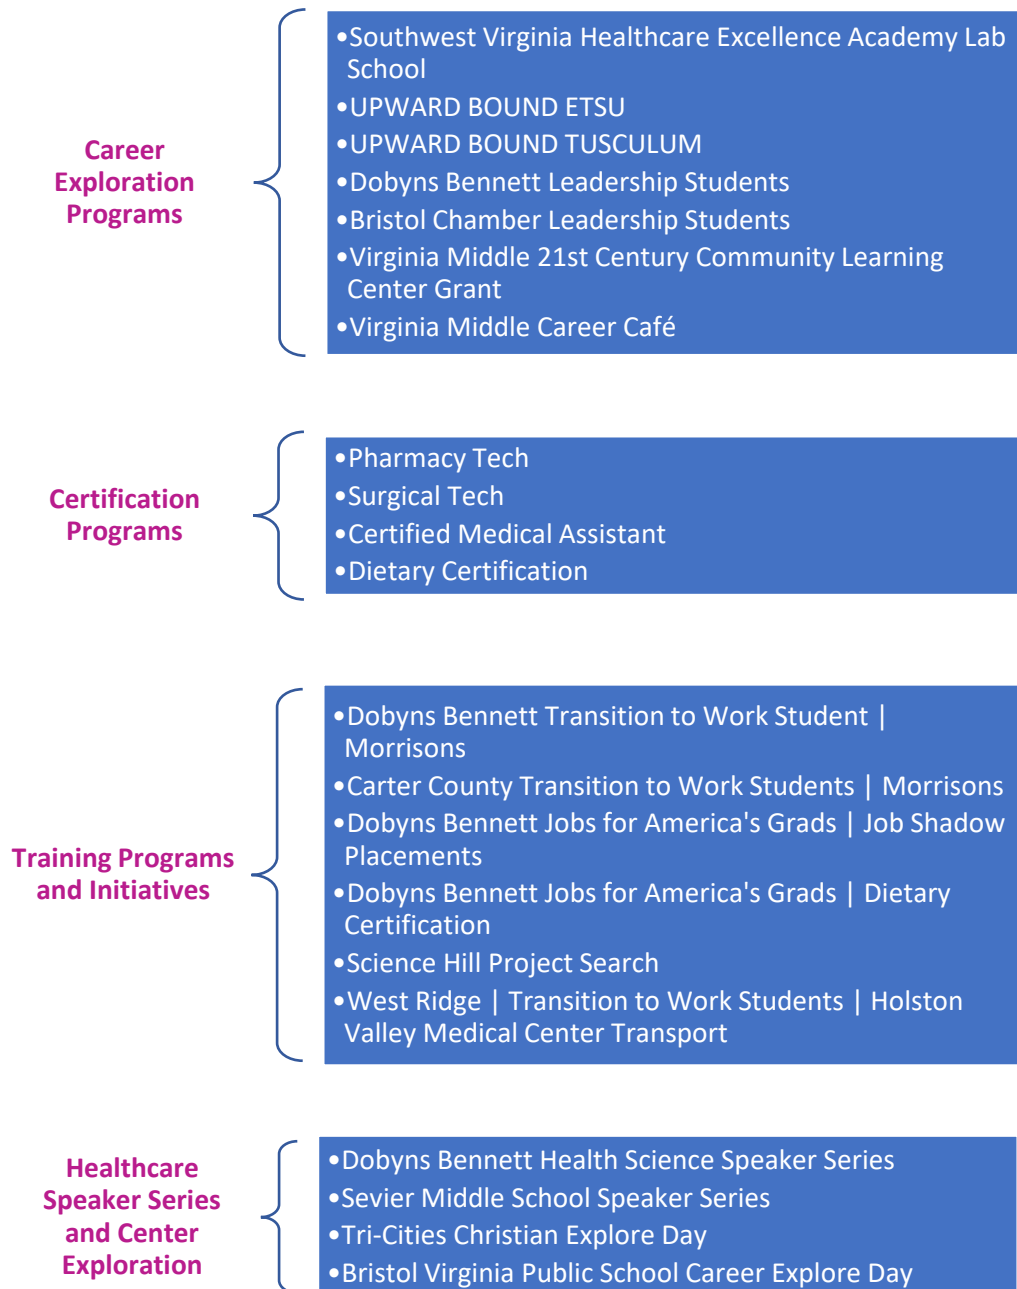 Career
Exploration
Programs
•Southwest Virginia Healthcare Excellence Academy Lab
School
•UPWARD BOUND ETSU
•UPWARD BOUND TUSCULUM
•Dobyns Bennett Leadership Students
•Bristol Chamber Leadership Students
•Virginia Middle 21st Century Community Learning
Center Grant
•Virginia Middle Career Café
Certification
Programs
•Pharmacy Tech
•Surgical Tech
•Certified Medical Assistant
•Dietary Certification
Training Programs
and Initiatives
•Dobyns Bennett Transition to Work Student |
Morrisons
•Carter County Transition to Work Students | Morrisons
•Dobyns Bennett Jobs for America's Grads | Job Shadow
Placements
•Dobyns Bennett Jobs for America's Grads | Dietary
Certification
•Science Hill Project Search
•West Ridge | Transition to Work Students | Holston
Valley Medical Center Transport
Healthcare
Speaker Series
and Center
Exploration
•Dobyns Bennett Health Science Speaker Series
•Sevier Middle School Speaker Series
•Tri-Cities Christian Explore Day
•Bristol Virginia Public School Career Explore Day